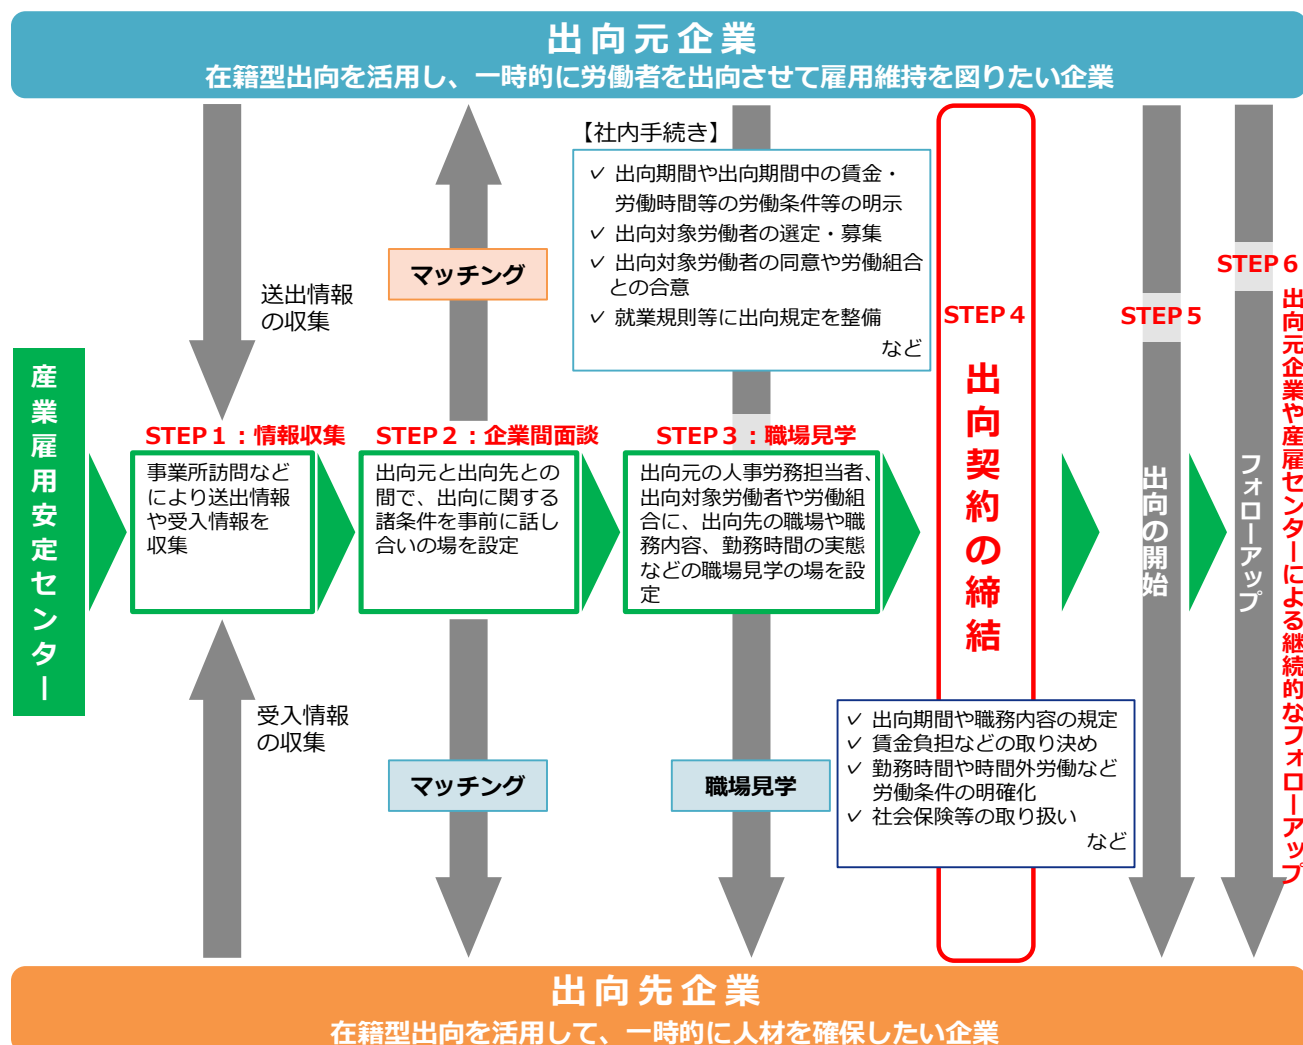 出向元企業
在籍型出向を活用し、一時的に労働者を出向させて雇用維持を図りたい企業
【社内手続き】
✓ 出向期間や出向期間中の賃金・
労働時間等の労働条件等の明示
✓ 出向対象労働者の選定・募集
✓ 出向対象労働者の同意や労働組合
との合意
✓ 就業規則等に出向規定を整備
など
送出情報
の収集
マッチング
産業雇用安定センター
STEP１：情報収集
事業所訪問など
により送出情報
や受入情報を
収集
STEP２：企業間面談
出向元と出向先との
間で、出向に関する
諸条件を事前に話し
合いの場を設定
STEP３：職場見学
出向元の人事労務担当者、
出向対象労働者や労働組
合に、出向先の職場や職
務内容、勤務時間の実態
などの職場見学の場を設
定
STEP４
出向契約の締結
STEP５
出向の開始
STEP６
フォローアップ
出向元企業や産雇センターによる継続的なフォローアップ
受入情報
の収集
マッチング
職場見学
✓ 出向期間や職務内容の規定
✓ 賃金負担などの取り決め
✓ 勤務時間や時間外労働など
労働条件の明確化
✓ 社会保険等の取り扱い
など
出向先企業
在籍型出向を活用して、一時的に人材を確保したい企業